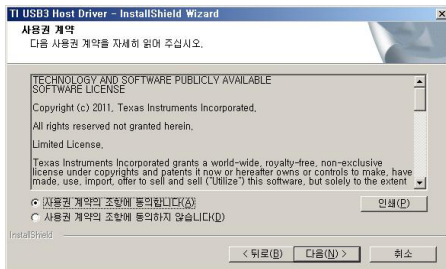 TI USB3 Host Driver - InstallShield Wizard
사용권 계약
다음 사용권 계약을 자세히 읽어 주십시오.
TECHNOLOGY AND SOFTWARE PUBLICLY AVAILABLE
SOFTWARE LICENSE
Copyright (c) 2011, Texas Instruments Incorporated.
All rights reserved not granted herein.
Limited License.
Texas Instruments Incorporated grants a world-wide, royalty-free, non-exclusive
license under copyrights and patents it now or hereafter owns or controls to make, have
made, use, import, offer to sell and sell ("Utilize") this software, but solely to the extent
사용권 계약의 조항에 동의합니다(A)
인쇄(P)
사용권 계약의 조항에 동의하지 않습니다(D)
InstallShield
< 뒤로(B)
다음(N) >
취소